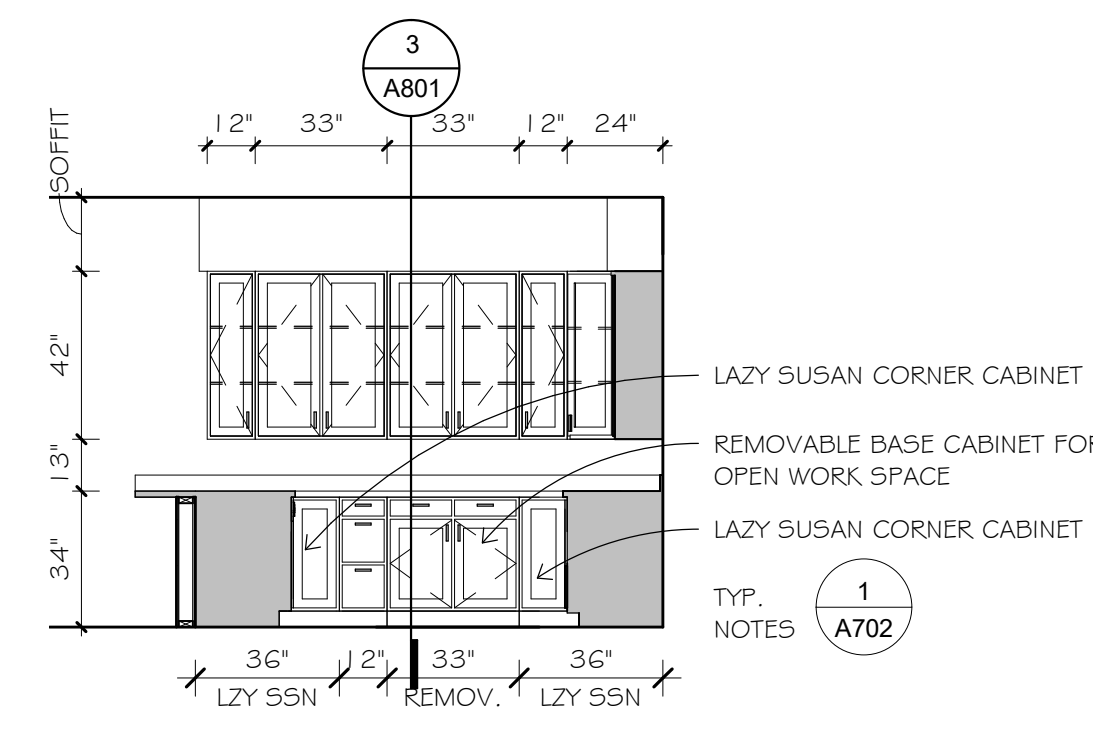 3
A801
SOFFIT
12" 33" 33" 12" 24"
42"
13"
34"
LAZY SUSAN CORNER CABINET
REMOVABLE BASE CABINET FOR
OPEN WORK SPACE
LAZY SUSAN CORNER CABINET
TYP.
NOTES
1
A702
36" 12" 33" 36"
LZY SSN REMOV. LZY SSN